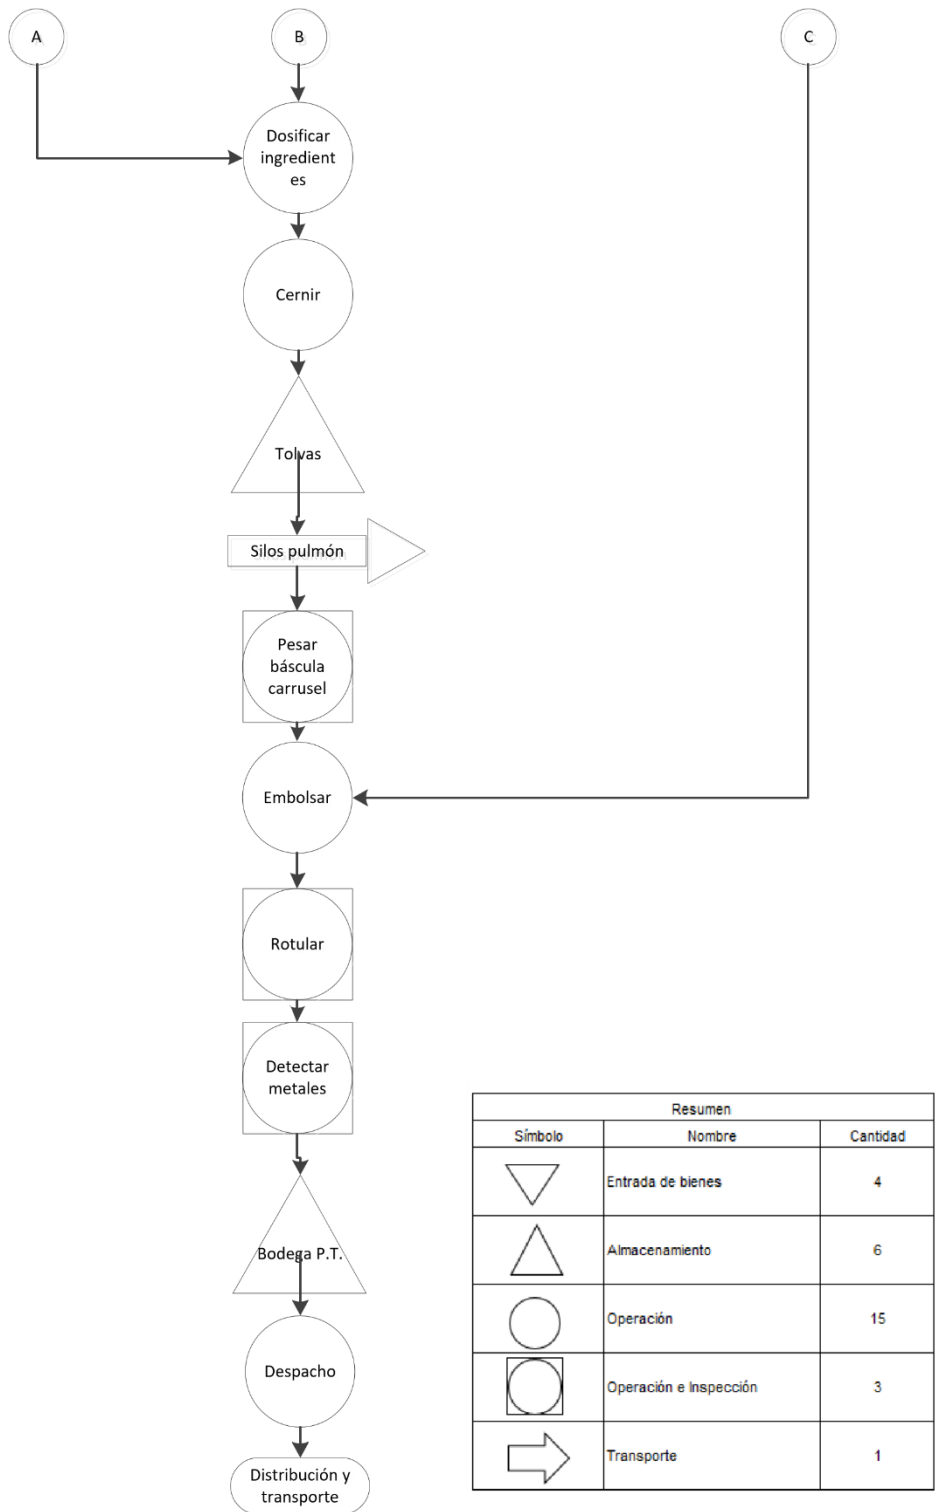 A
B
C
Dosificar
ingredient
es
Cernir
Tolvas
Silos pulmón
Pesar
báscula
carrusel
Embolsar
Rotular
Detectar
metales
Bodega P.T.
Despacho
Distribución y
transporte
Resumen
Símbolo Nombre Cantidad
Entrada de bienes 4
Almacenamiento 6
Operación 15
Operación e Inspección 3
Transporte 1